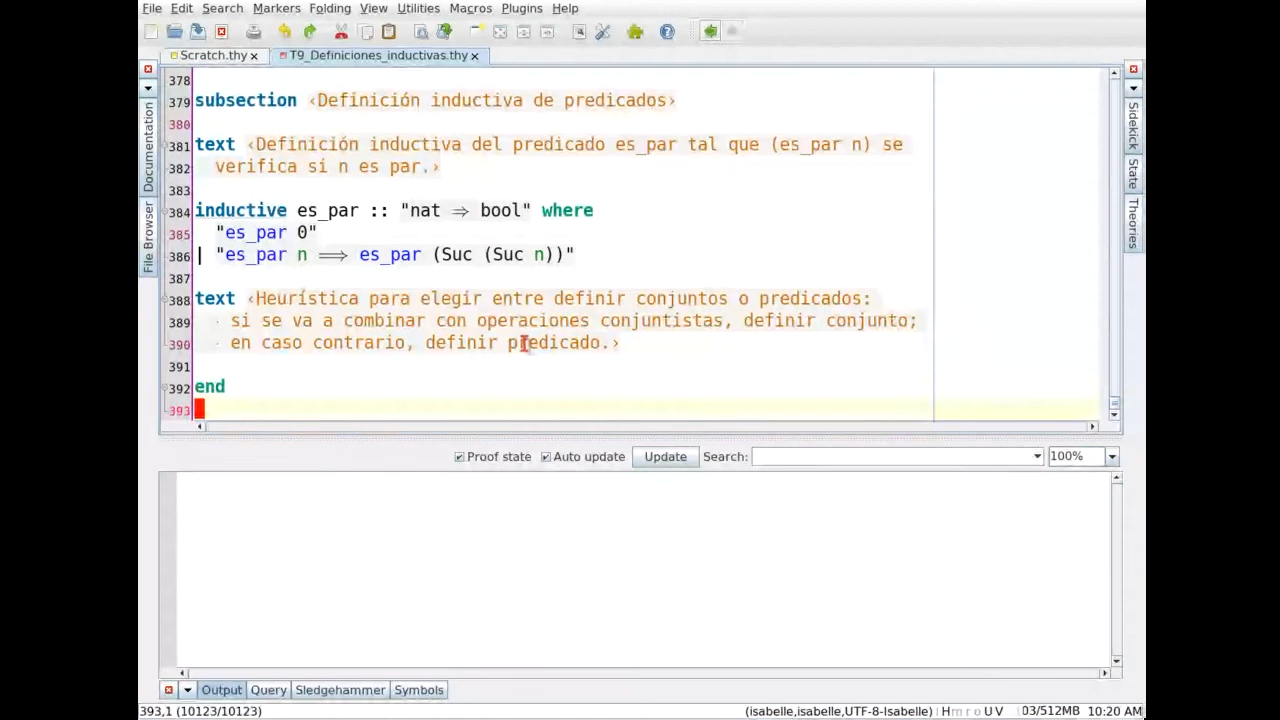 File Edit Search Markers Folding View Utilities Macros Plugins Help
Scratch.thy T9_Definiciones_inductivas.thy
378
379 subsection ‹Definición inductiva de predicados›
380
381 text ‹Definición inductiva del predicado es_par tal que (es_par n) se
382 verifica si n es par.›
383
384 inductive es_par :: "nat ⇒ bool" where
385 "es_par 0"
386 | "es_par n ⟹ es_par (Suc (Suc n))"
387
388 text ‹Heurística para elegir entre definir conjuntos o predicados:
389 · si se va a combinar con operaciones conjuntistas, definir conjunto;
390 · en caso contrario, definir predicado.›
391
392 end
393
Documentation
File Browser
Sidekick
State
Theories
Proof state Auto update Update Search: 100%
Output Query Sledgehammer Symbols
393,1 (10123/10123) (isabelle,isabelle,UTF-8-Isabelle) H m r o U V 03/512MB 10:20 AM